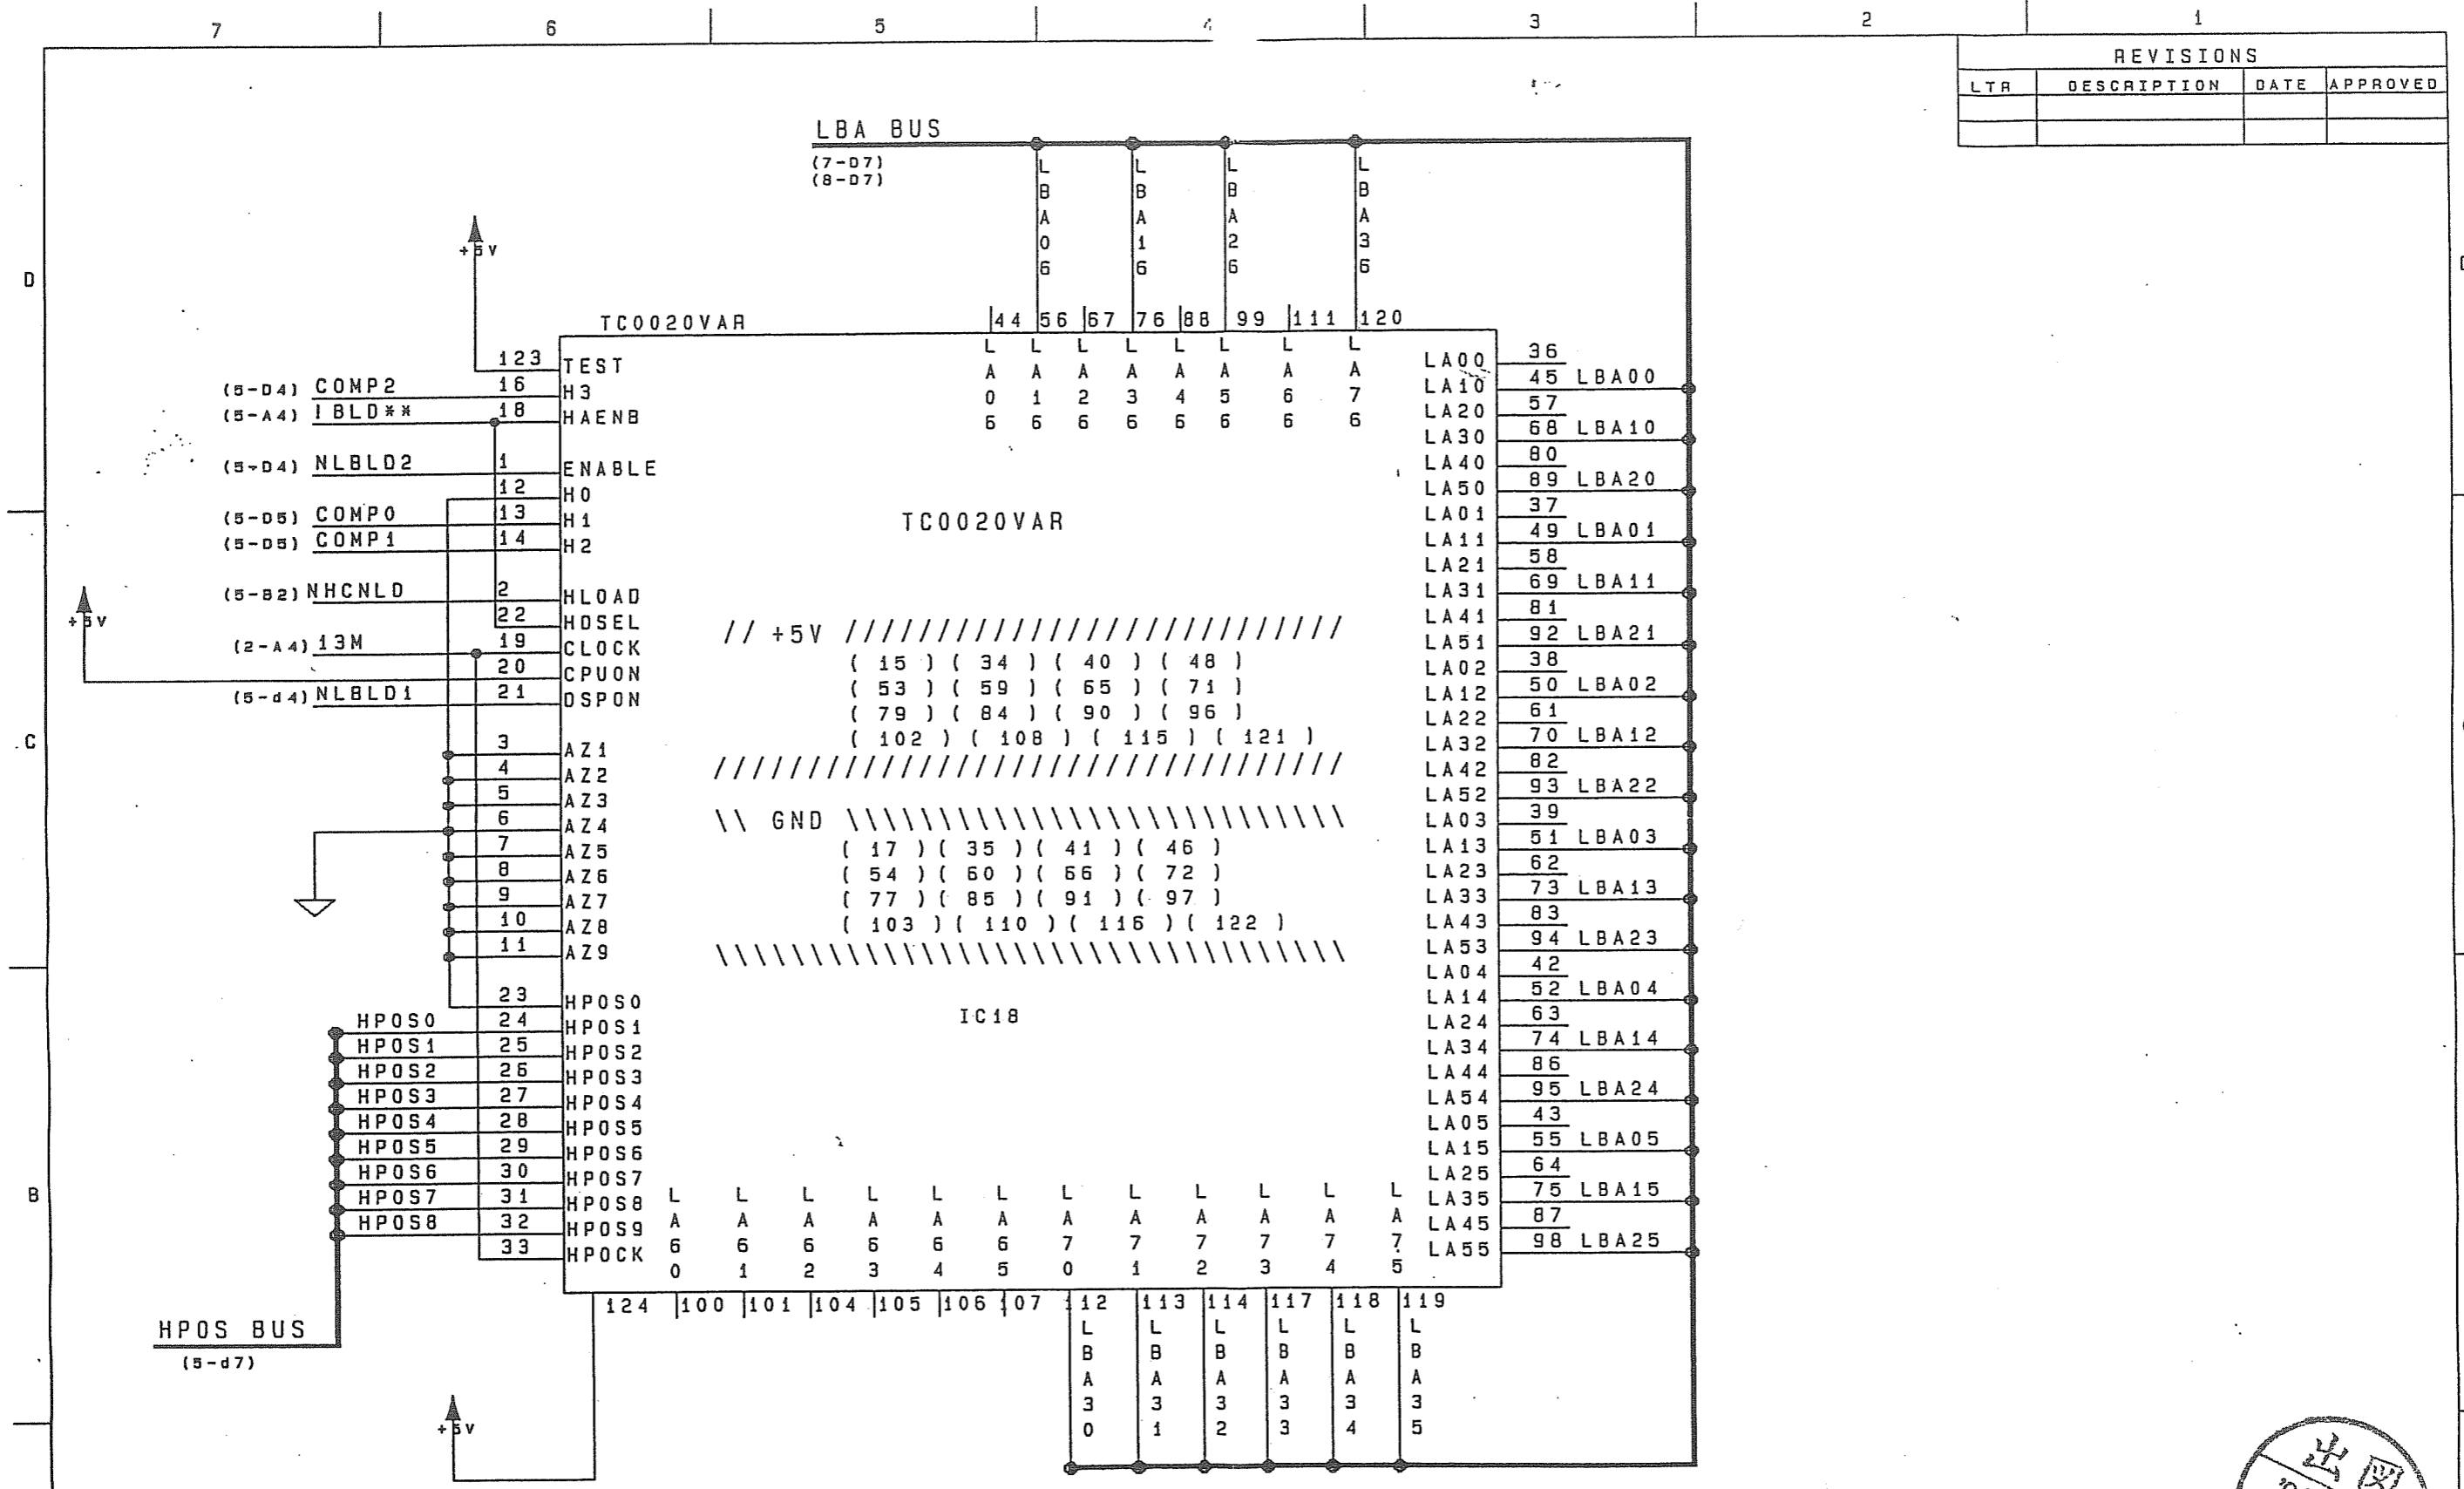 7 6 5 4 3 2 1
REVISIONS
LTR DESCRIPTION DATE APPROVED
LBA BUS
(7-D7)
(8-D7)
LBA06 LBA16 LBA26 LBA36
+5V
D
TC0020VAR
44 56 67 76 88 99 111 120
LA06 LA16 LA26 LA36 LA46 LA56 LA66 LA76
123 TEST
(5-D4) COMP2 16 H3
(5-A4) IBLD** 18 HAENB
(5-D4) NLBLD2 1 ENABLE
12 H0
(5-D5) COMP0 13 H1
(5-D5) COMP1 14 H2
(5-B2) NHCNLD 2 HLOAD
22 HDSEL
+5V
(2-A4) 13M 19 CLOCK
20 CPUON
(5-d4) NLBLD1 21 DSPON
C
3 AZ1
4 AZ2
5 AZ3
6 AZ4
7 AZ5
8 AZ6
9 AZ7
10 AZ8
11 AZ9
23 HPOS0
HPOS0 24 HPOS1
HPOS1 25 HPOS2
HPOS2 26 HPOS3
HPOS3 27 HPOS4
HPOS4 28 HPOS5
HPOS5 29 HPOS6
HPOS6 30 HPOS7
HPOS7 31 HPOS8
HPOS8 32 HPOS9
33 HPOCK
B
HPOS BUS
(5-d7)
TC0020VAR
// +5V ///////////////////////////
( 15 ) ( 34 ) ( 40 ) ( 48 )
( 53 ) ( 59 ) ( 65 ) ( 71 )
( 79 ) ( 84 ) ( 90 ) ( 96 )
( 102 ) ( 108 ) ( 115 ) ( 121 )
//////////////////////////////////
\\ GND \\\\\\\\\\\\\\\\\\\\\\\\\\\
( 17 ) ( 35 ) ( 41 ) ( 46 )
( 54 ) ( 60 ) ( 66 ) ( 72 )
( 77 ) ( 85 ) ( 91 ) ( 97 )
( 103 ) ( 110 ) ( 116 ) ( 122 )
\\\\\\\\\\\\\\\\\\\\\\\\\\\\\\\\\\
IC18
LA00 36
LA10 45 LBA00
LA20 57
LA30 68 LBA10
LA40 80
LA50 89 LBA20
LA01 37
LA11 49 LBA01
LA21 58
LA31 69 LBA11
LA41 81
LA51 92 LBA21
LA02 38
LA12 50 LBA02
LA22 61
LA32 70 LBA12
LA42 82
LA52 93 LBA22
LA03 39
LA13 51 LBA03
LA23 62
LA33 73 LBA13
LA43 83
LA53 94 LBA23
LA04 42
LA14 52 LBA04
LA24 63
LA34 74 LBA14
LA44 86
LA54 95 LBA24
LA05 43
LA15 55 LBA05
LA25 64
LA35 75 LBA15
LA45 87
LA55 98 LBA25
LA60 LA61 LA62 LA63 LA64 LA65 LA70 LA71 LA72 LA73 LA74 LA75
124 100 101 104 105 106 107 112 113 114 117 118 119
LBA30 LBA31 LBA32 LBA33 LBA34 LBA35
+5V
出図